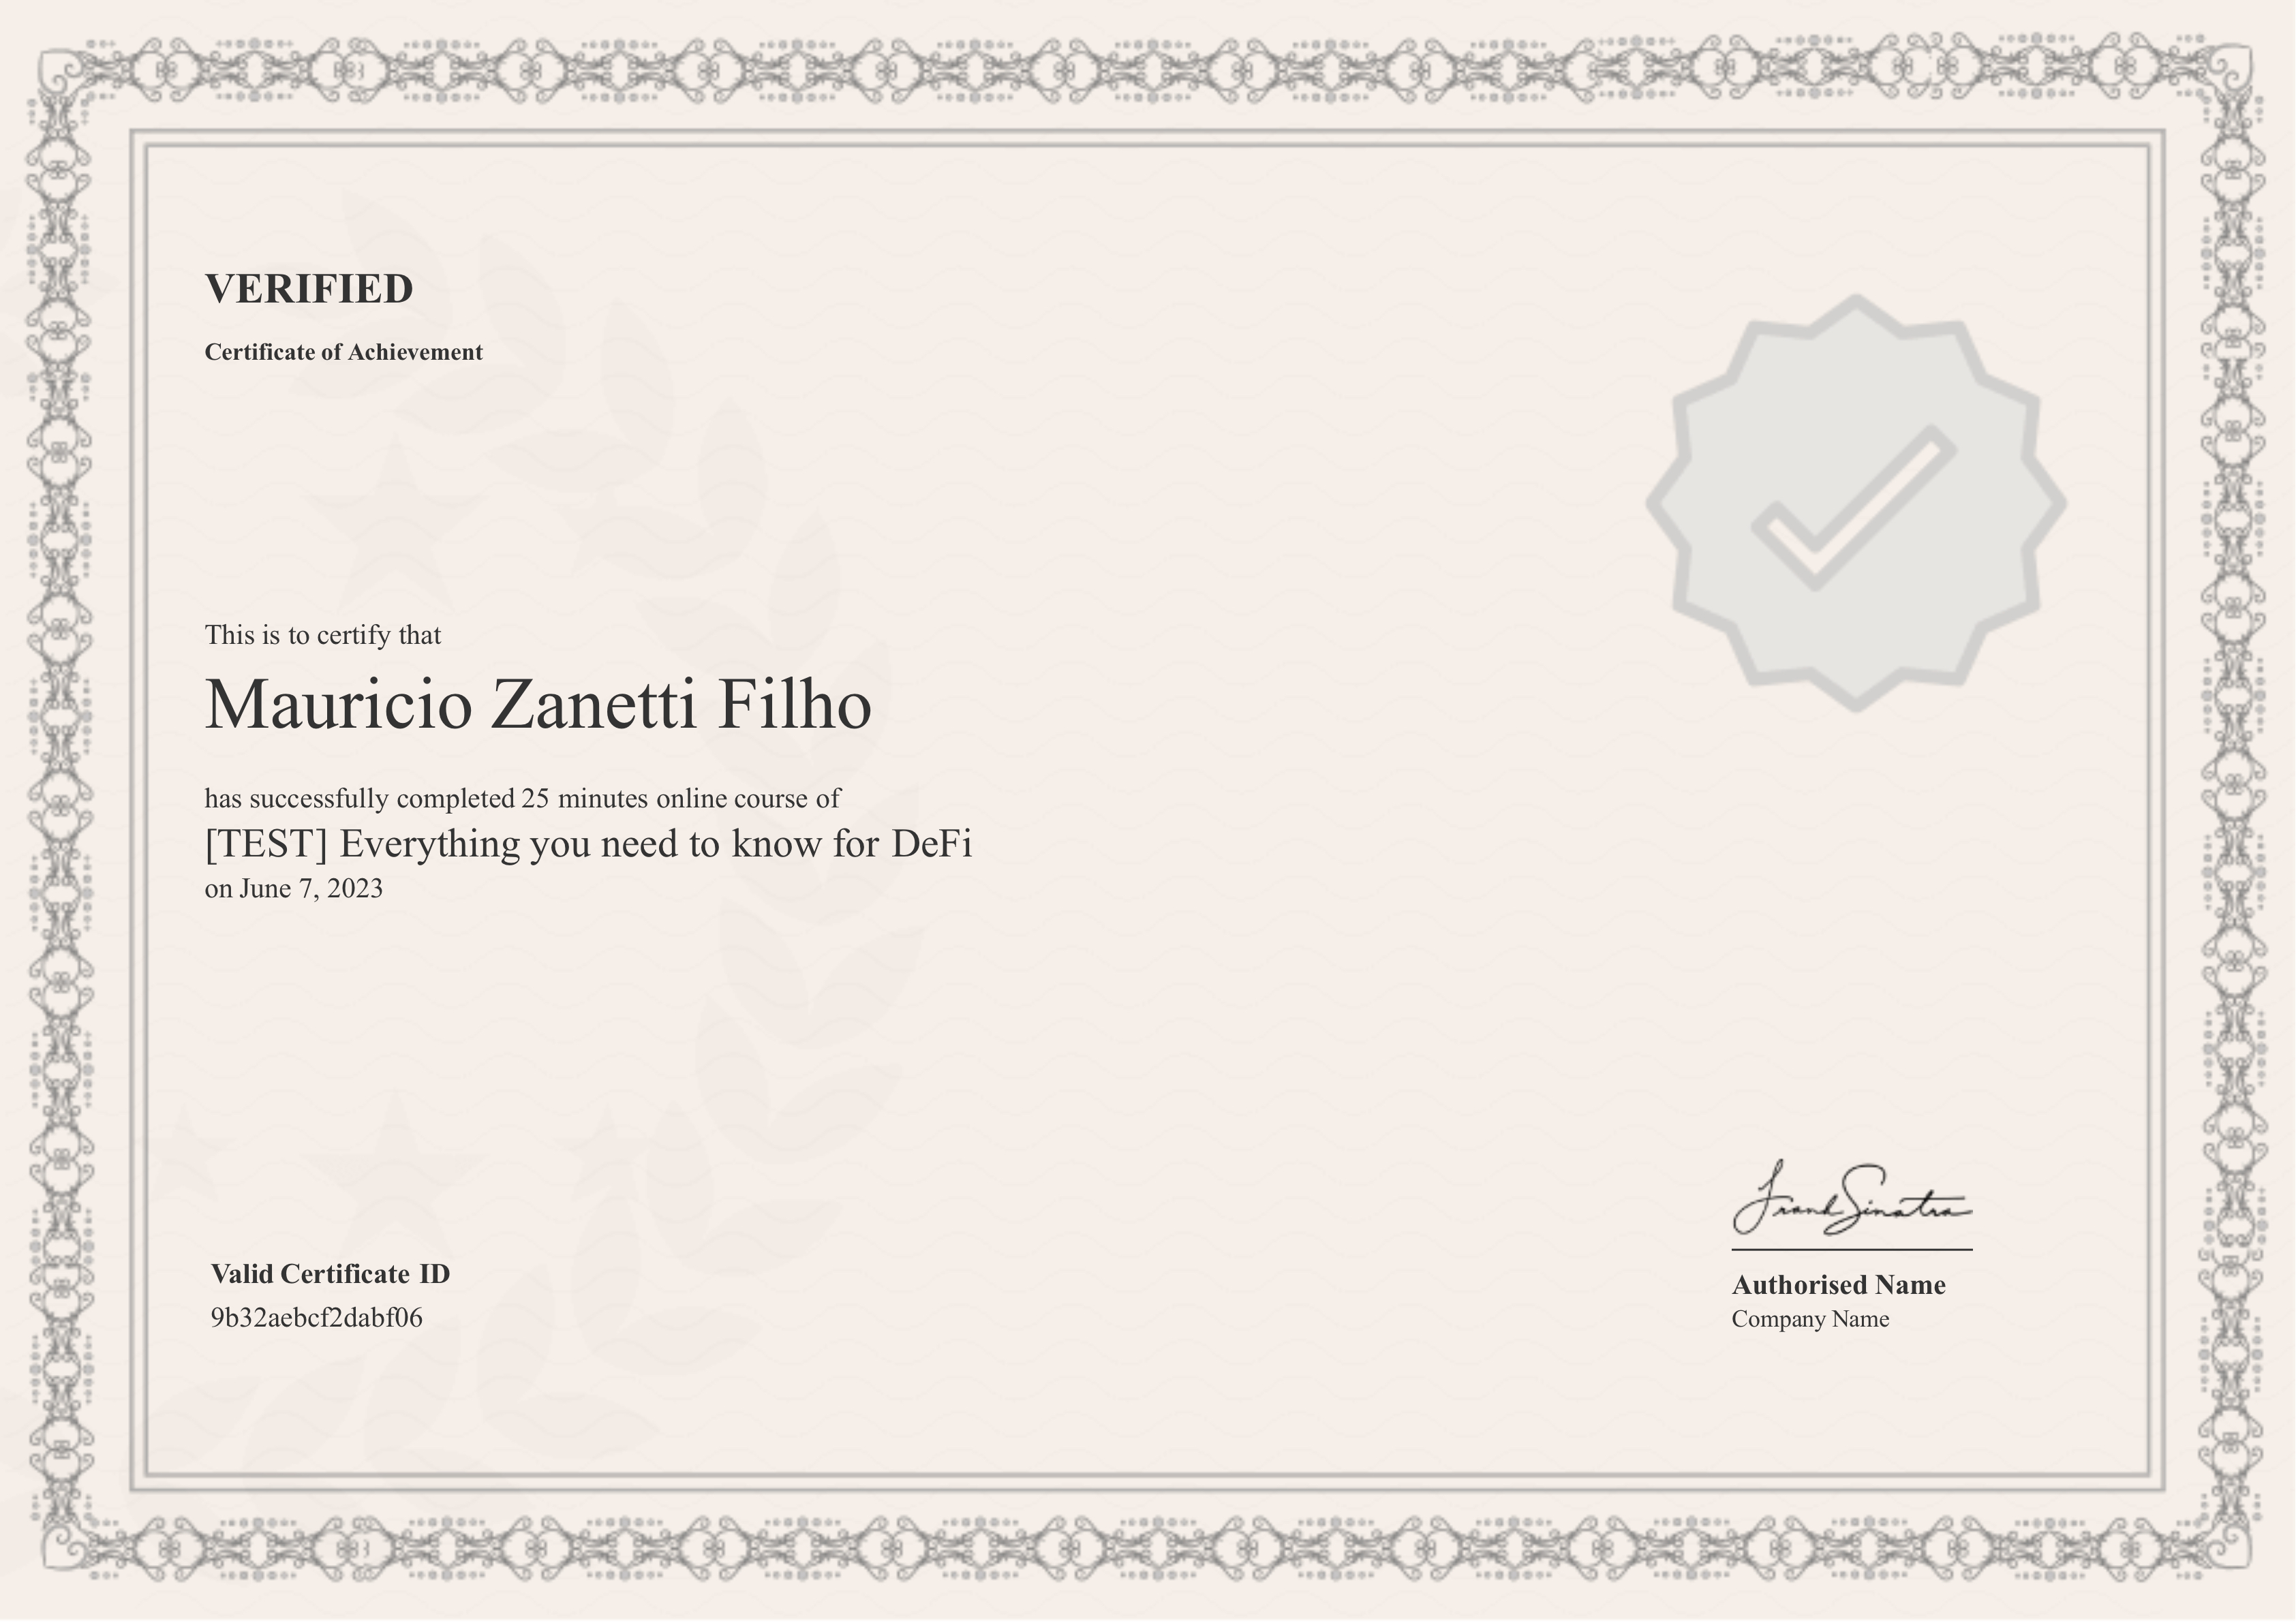 VERIFIED
Certificate of Achievement
This is to certify that
Mauricio Zanetti Filho
has successfully completed 25 minutes online course of
[TEST] Everything you need to know for DeFi
on June 7, 2023
Frank Sinatra
Valid Certificate ID
9b32aebcf2dabf06
Authorised Name
Company Name